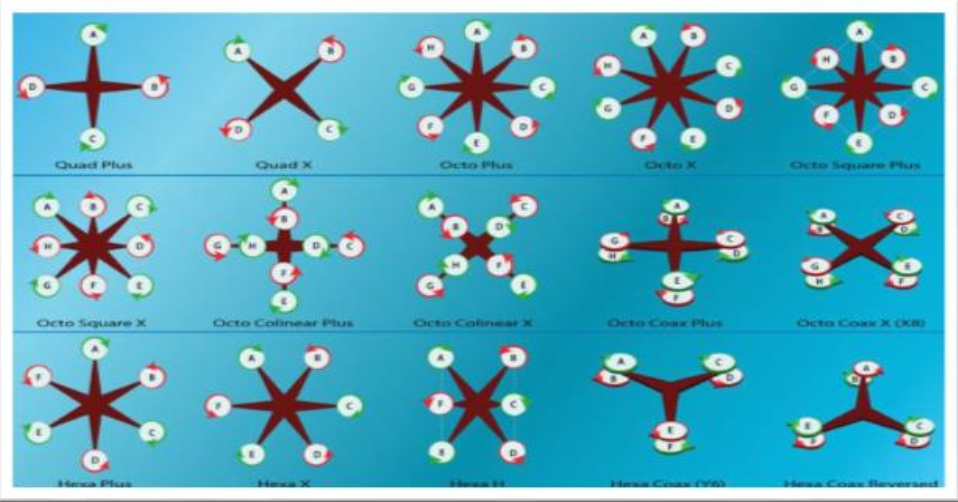 A
D B
C
Quad Plus
A B
D C
Quad X
A
H B
G C
F D
E
Octo Plus
A B
H C
G D
F E
Octo X
A
H B
G C
F D
E
Octo Square Plus
A B C
H D
G F E
Octo Square X
A
B
G H D C
F
E
Octo Colinear Plus
A C
B D
H F
G E
Octo Colinear X
A
B
G C
H D
E
F
Octo Coax Plus
A C
B D
G E
H F
Octo Coax X (X8)
A
F B
E C
D
Hexa Plus
A B
F C
E D
Hexa X
A B
F C
E D
Hexa H
A C
B D
E
F
Hexa Coax (Y6)
A
B
E C
F D
Hexa Coax Reversed